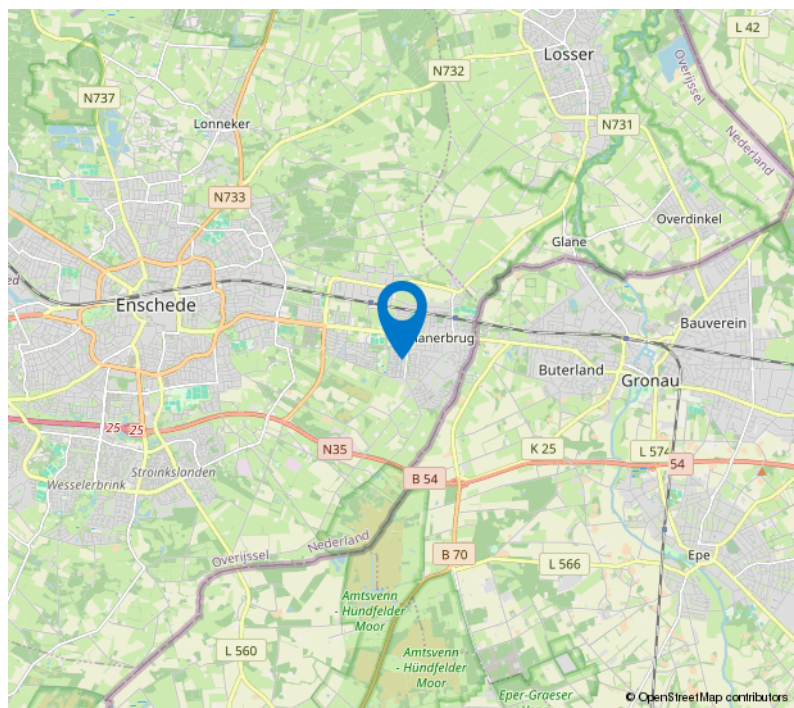 L 42
Losser
N732
Overijssel
N737
Lonneker
N731
Nederland
N733
Overdinkel
Glane
Enschede
Bauverein
anerbrug
Buterland
Gronau
25
25
N35
K 25
L 574
54
Stroinkslanden
B 54
Wesselerbrink
Overijssel
Nederland
B 70
L 566
Epe
Amtsvenn
- Hündfelder
Moor
L 560
Amtsvenn
- Hündfelder
Moor
Eper-Graeser
© OpenStreetMap contributors